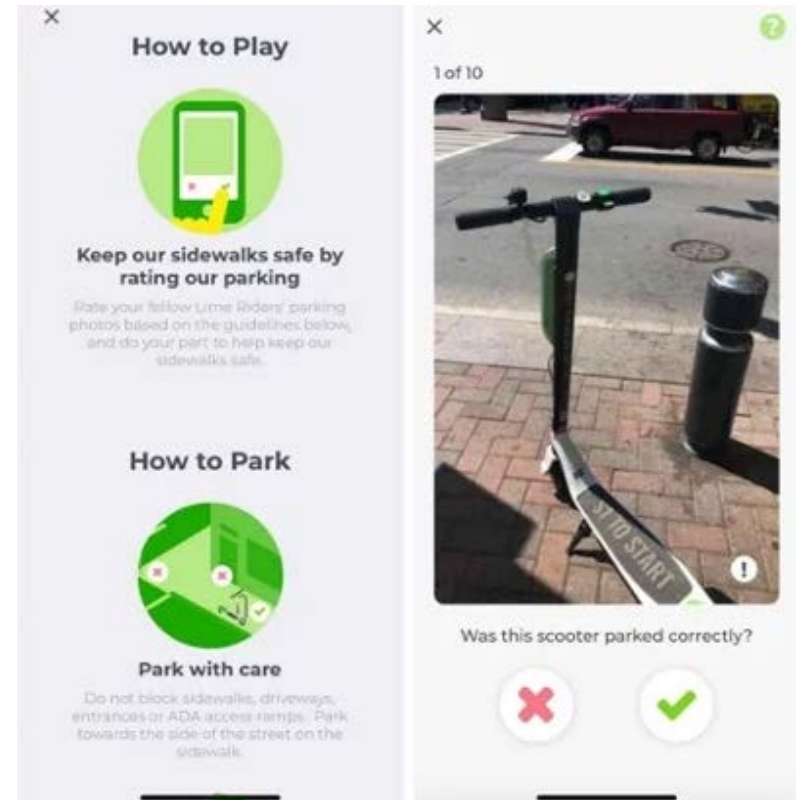 How to Play
Keep our sidewalks safe by
rating our parking
Rate your fellow Lime Riders' parking
photos based on the guidelines below,
and do your part to help keep our
sidewalks safe.
How to Park
Park with care
Do not block sidewalks, driveways,
entrances or ADA access ramps. Park
towards the side of the street on the
sidewalk.
?
1 of 10
ST TO START
!
Was this scooter parked correctly?